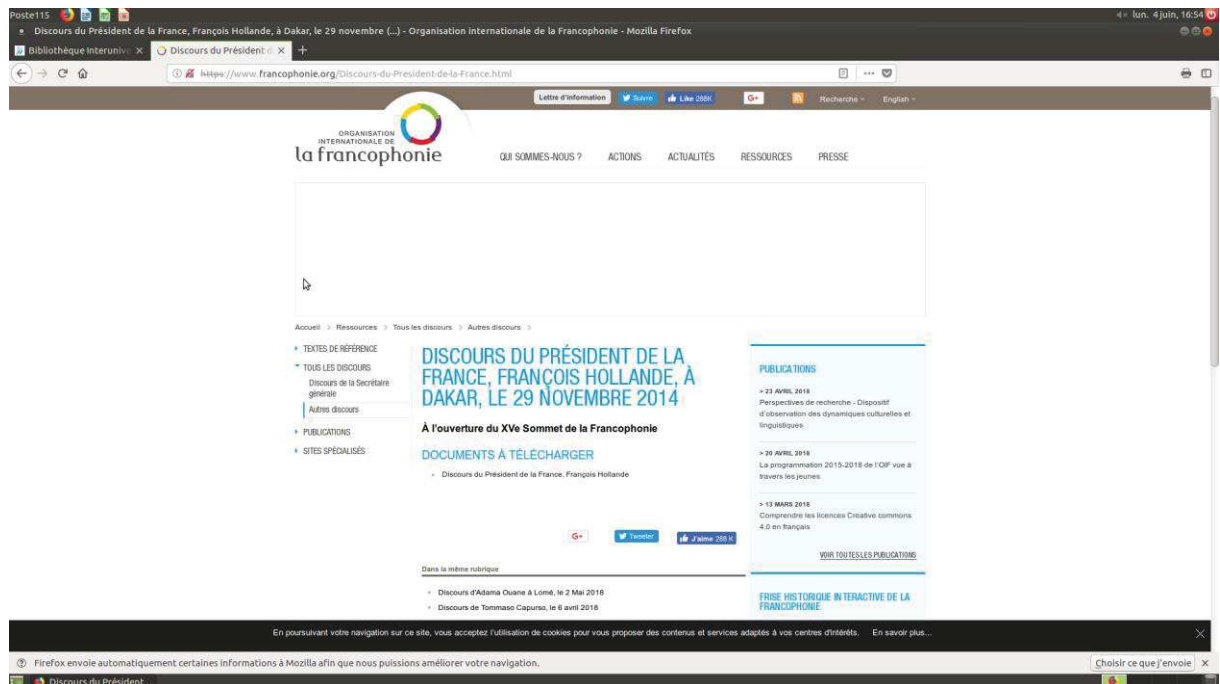 Poste115
lun. 4 juin, 16:54
Discours du Président de la France, François Hollande, à Dakar, le 29 novembre (...) - Organisation internationale de la Francophonie - Mozilla Firefox
Bibliothèque Interunive
Discours du Président d
https://www.francophonie.org/Discours-du-President-de-la-France.html
Lettre d'information
Suivre
Like 288K
G+
Recherche
English
ORGANISATION
INTERNATIONALE DE
la francophonie
QUI SOMMES-NOUS ?
ACTIONS
ACTUALITÉS
RESSOURCES
PRESSE
Accueil > Ressources > Tous les discours > Autres discours >
TEXTES DE RÉFÉRENCE
TOUS LES DISCOURS
Discours de la Secrétaire
générale
Autres discours
PUBLICATIONS
SITES SPÉCIALISÉS
DISCOURS DU PRÉSIDENT DE LA
FRANCE, FRANÇOIS HOLLANDE, À
DAKAR, LE 29 NOVEMBRE 2014
À l'ouverture du XVe Sommet de la Francophonie
DOCUMENTS À TÉLÉCHARGER
Discours du Président de la France, François Hollande
G+
Tweeter
J'aime 288 K
Dans la même rubrique
Discours d'Adama Ouane à Lomé, le 2 Mai 2018
Discours de Tommaso Capurso, le 6 avril 2018
PUBLICATIONS
> 23 AVRIL 2018
Perspectives de recherche - Dispositif
d'observation des dynamiques culturelles et
linguistiques
> 20 AVRIL 2018
La programmation 2015-2018 de l'OIF vue à
travers les jeunes
> 13 MARS 2018
Comprendre les licences Creative commons
4.0 en français
VOIR TOUTES LES PUBLICATIONS
FRISE HISTORIQUE INTERACTIVE DE LA
FRANCOPHONIE
En poursuivant votre navigation sur ce site, vous acceptez l'utilisation de cookies pour vous proposer des contenus et services adaptés à vos centres d'intérêts. En savoir plus...
Firefox envoie automatiquement certaines informations à Mozilla afin que nous puissions améliorer votre navigation.
Choisir ce que j'envoie
Discours du Président...